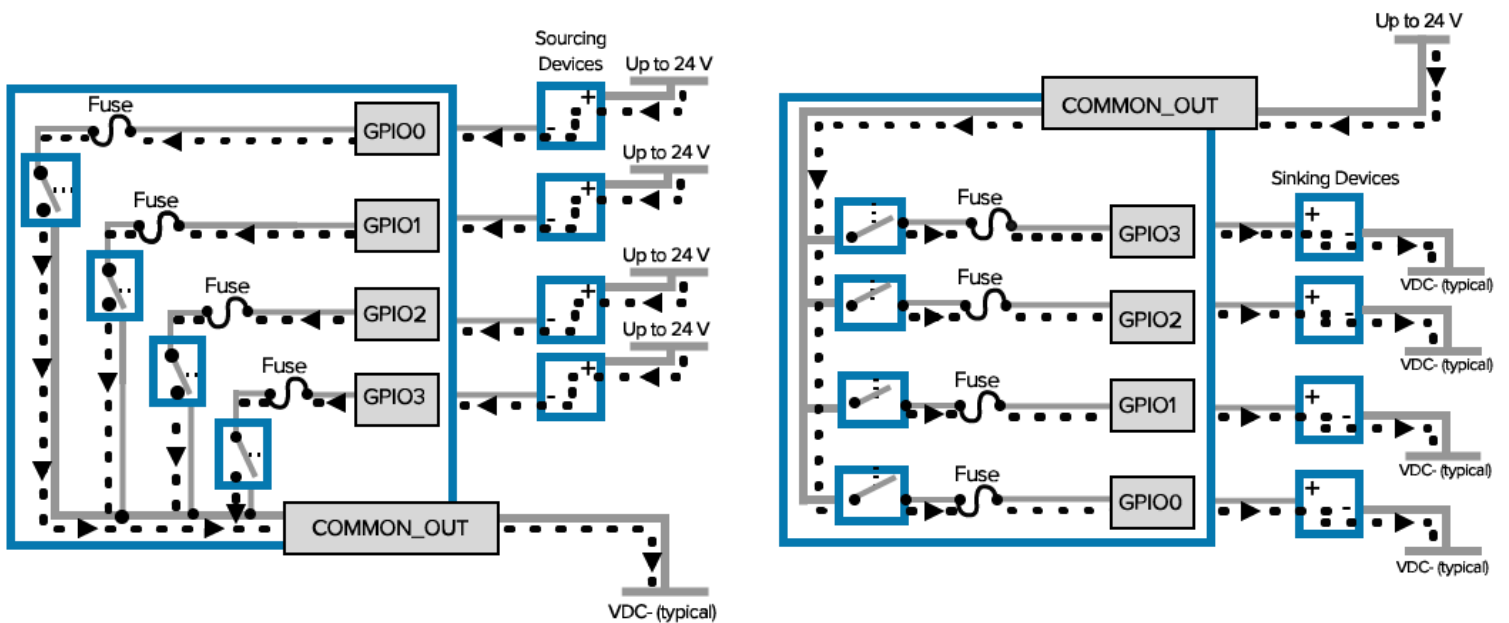 Sourcing
Devices
Up to 24 V
+
-
Fuse
GPIO0
Up to 24 V
+
-
Fuse
GPIO1
Up to 24 V
+
-
Fuse
GPIO2
Up to 24 V
+
-
Fuse
GPIO3
COMMON_OUT
VDC- (typical)
Up to 24 V
COMMON_OUT
Sinking Devices
Fuse
GPIO3
+
-
VDC- (typical)
Fuse
GPIO2
+
-
VDC- (typical)
Fuse
GPIO1
+
-
VDC- (typical)
Fuse
GPIO0
+
-
VDC- (typical)